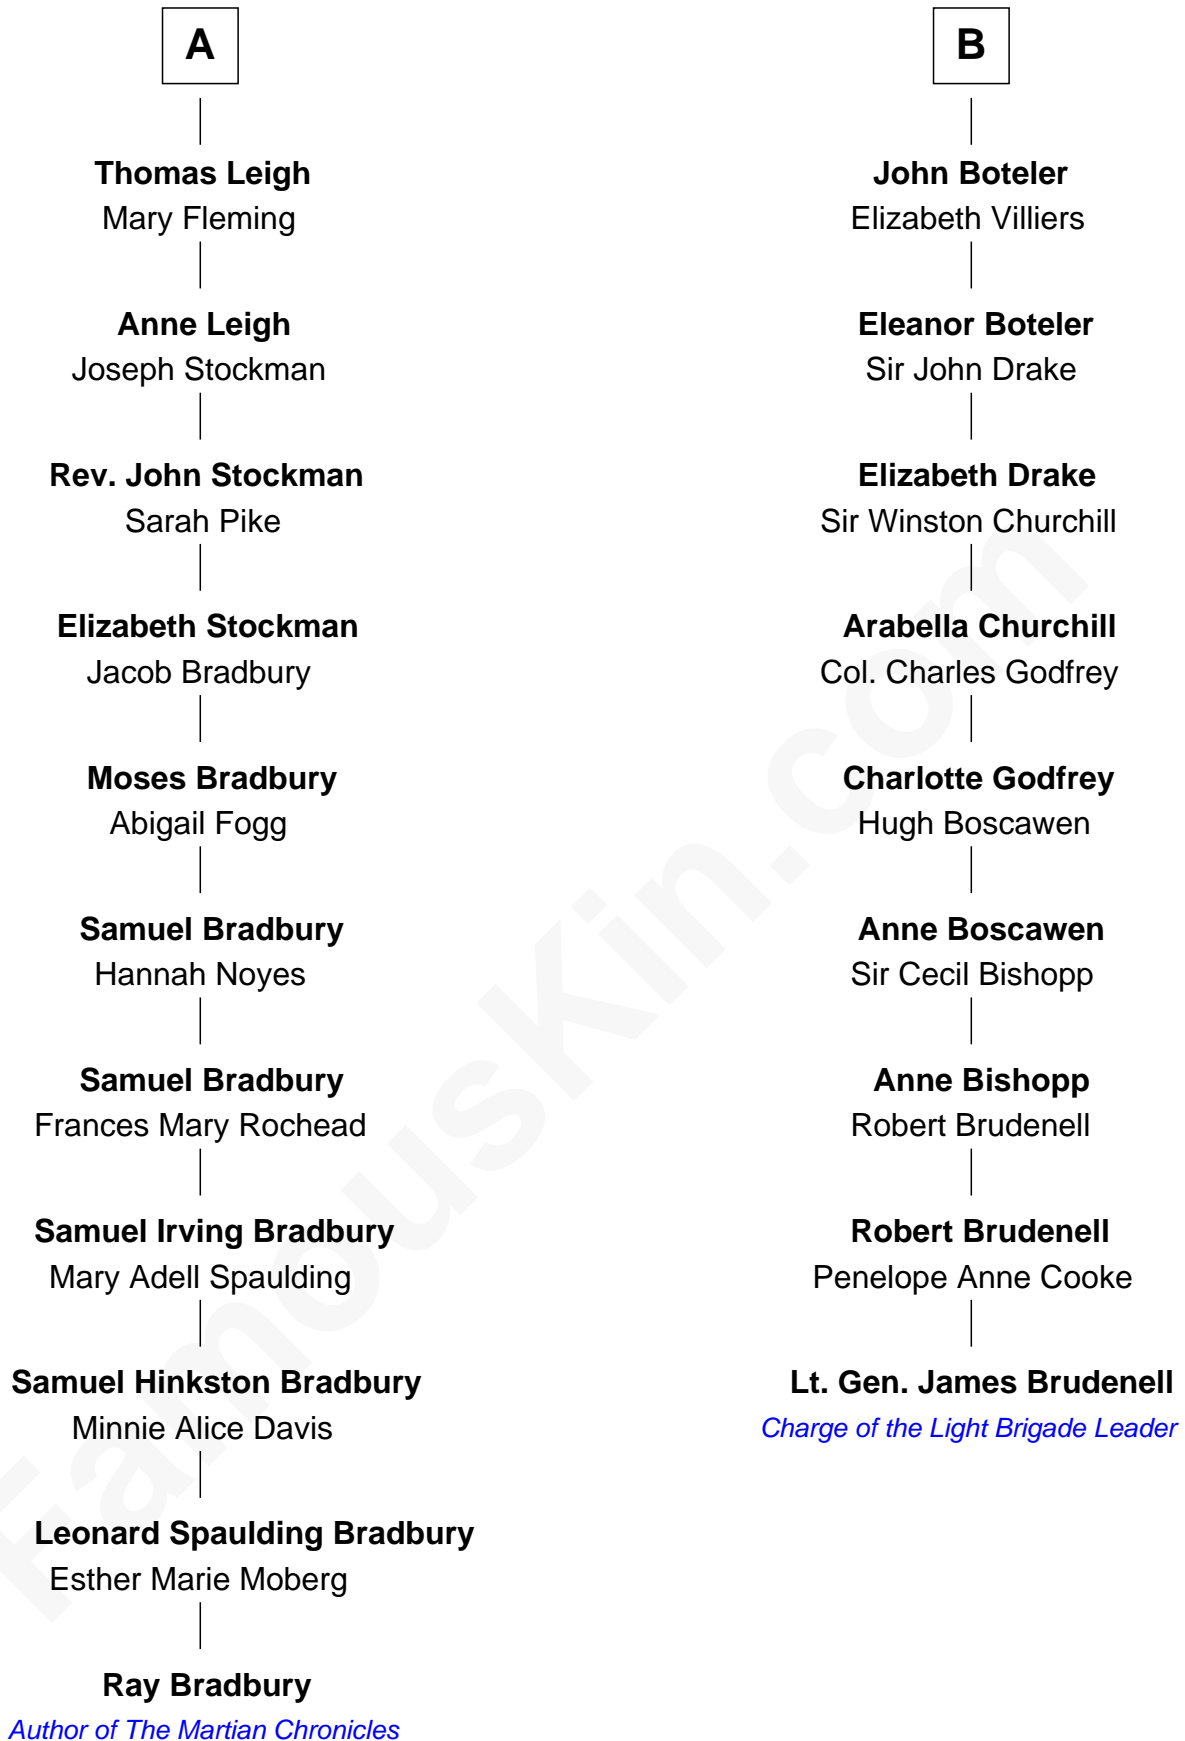 A
Thomas Leigh
Mary Fleming
Anne Leigh
Joseph Stockman
Rev. John Stockman
Sarah Pike
Elizabeth Stockman
Jacob Bradbury
Moses Bradbury
Abigail Fogg
Samuel Bradbury
Hannah Noyes
Samuel Bradbury
Frances Mary Rochead
Samuel Irving Bradbury
Mary Adell Spaulding
Samuel Hinkston Bradbury
Minnie Alice Davis
Leonard Spaulding Bradbury
Esther Marie Moberg
Ray Bradbury
Author of The Martian Chronicles
B
John Boteler
Elizabeth Villiers
Eleanor Boteler
Sir John Drake
Elizabeth Drake
Sir Winston Churchill
Arabella Churchill
Col. Charles Godfrey
Charlotte Godfrey
Hugh Boscawen
Anne Boscawen
Sir Cecil Bishopp
Anne Bishopp
Robert Brudenell
Robert Brudenell
Penelope Anne Cooke
Lt. Gen. James Brudenell
Charge of the Light Brigade Leader
FamousKin.com